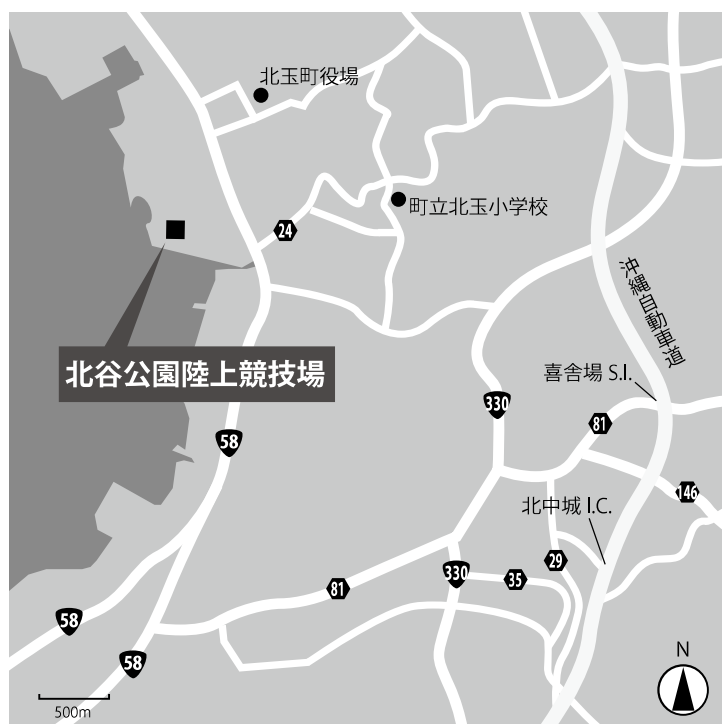 北玉町役場
町立北玉小学校
24
沖縄自動車道
北谷公園陸上競技場
喜舎場 S.I.
330
81
58
146
北中城 I.C.
29
330
35
81
58
58
N
500m